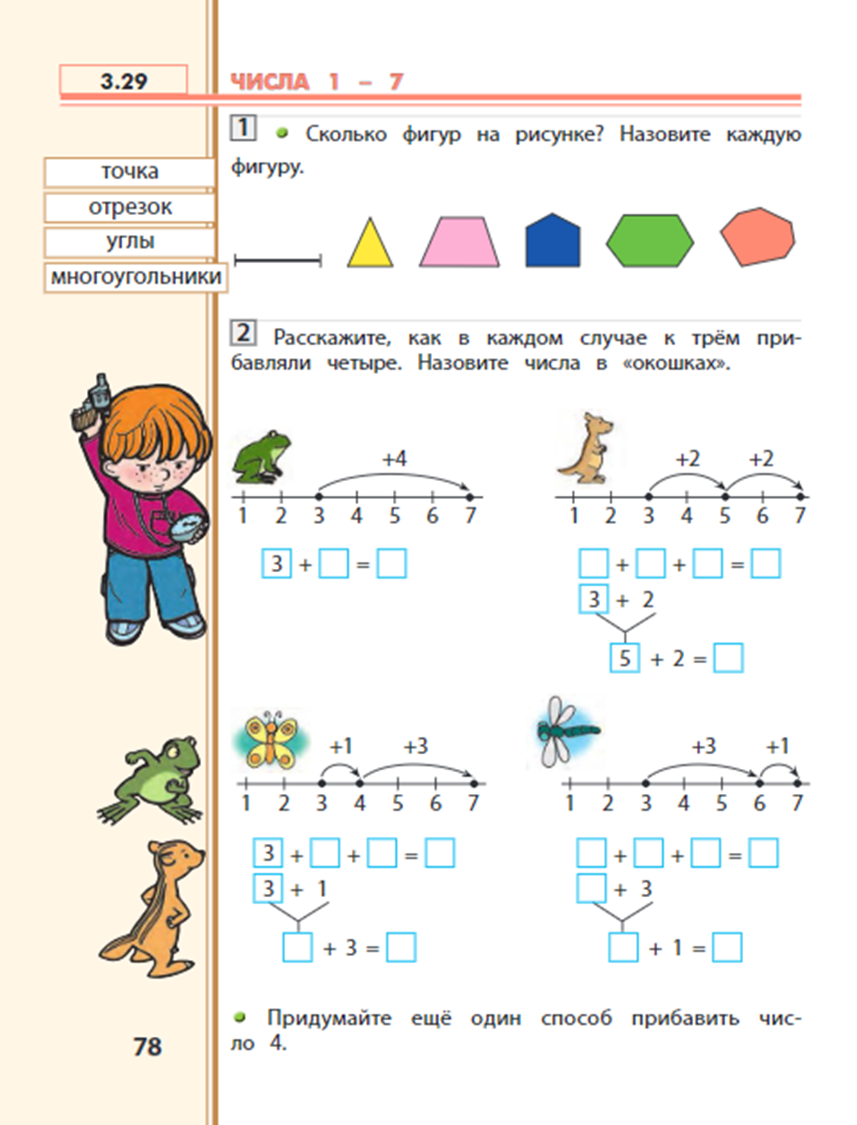 3.29 ЧИСЛА 1 – 7
1 Сколько фигур на рисунке? Назовите каждую
фигуру.
точка
отрезок
углы
многоугольники
2 Расскажите, как в каждом случае к трём при-
бавляли четыре. Назовите числа в «окошках».
+4
1 2 3 4 5 6 7
3 + =
+2 +2
1 2 3 4 5 6 7
+ + =
3 + 2
5 + 2 =
+1 +3
1 2 3 4 5 6 7
3 + + =
3 + 1
+ 3 =
+3 +1
1 2 3 4 5 6 7
+ + =
+ 3
+ 1 =
Придумайте ещё один способ прибавить чис-
ло 4.
78